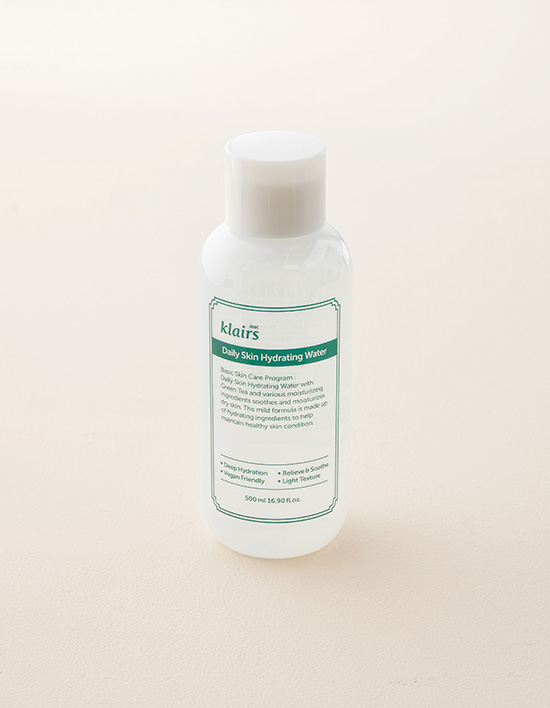 dear,
klairs
Daily Skin Hydrating Water
Basic Skin Care Program :
Daily Skin Hydrating Water with
Green Tea and various moisturizing
ingredients soothes and moisturizes
dry skin. The mild formula is made up
of hydrating ingredients to help
maintain healthy skin condition.
• Deep Hydration • Relieve & Soothe
• Vegan Friendly • Light Texture
500 ml 16.90 fl.oz.